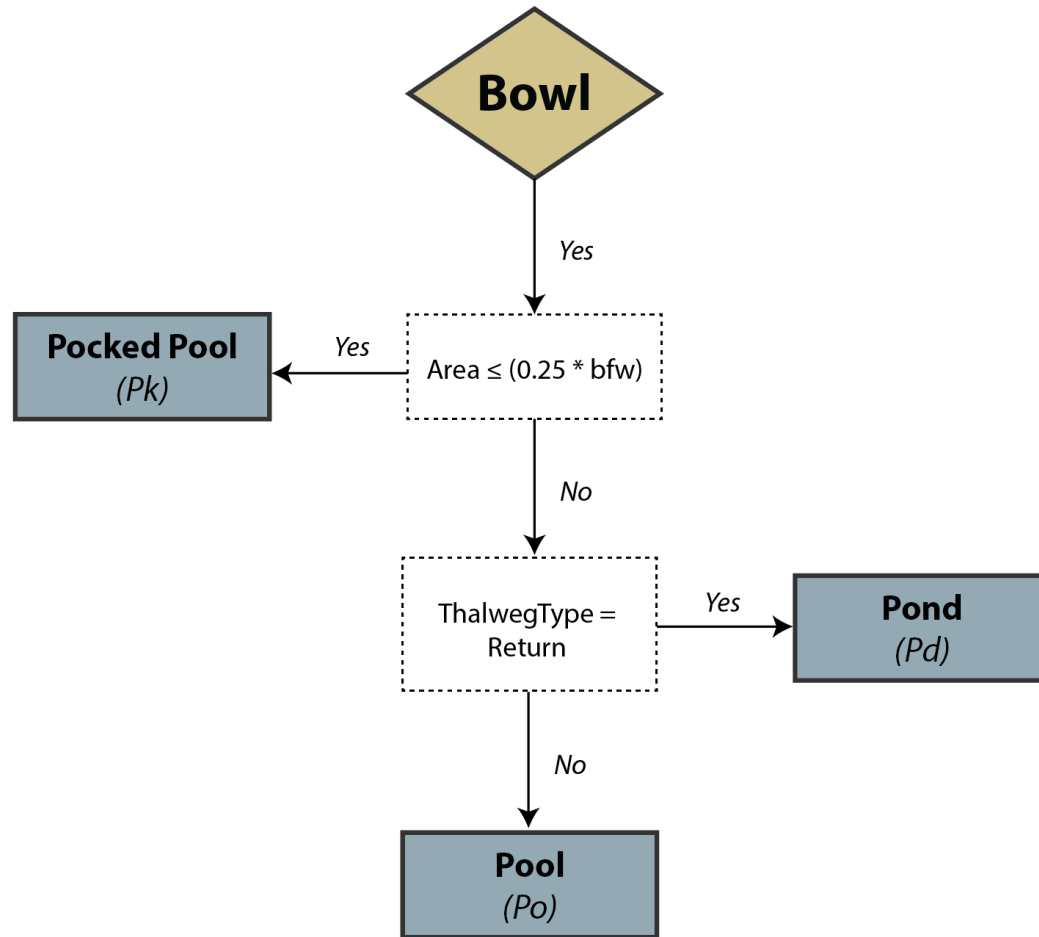 Bowl
Yes
Pocked Pool
(Pk)
Yes
Area ≤ (0.25 * bfw)
No
ThalwegType =
Return
Yes
Pond
(Pd)
No
Pool
(Po)